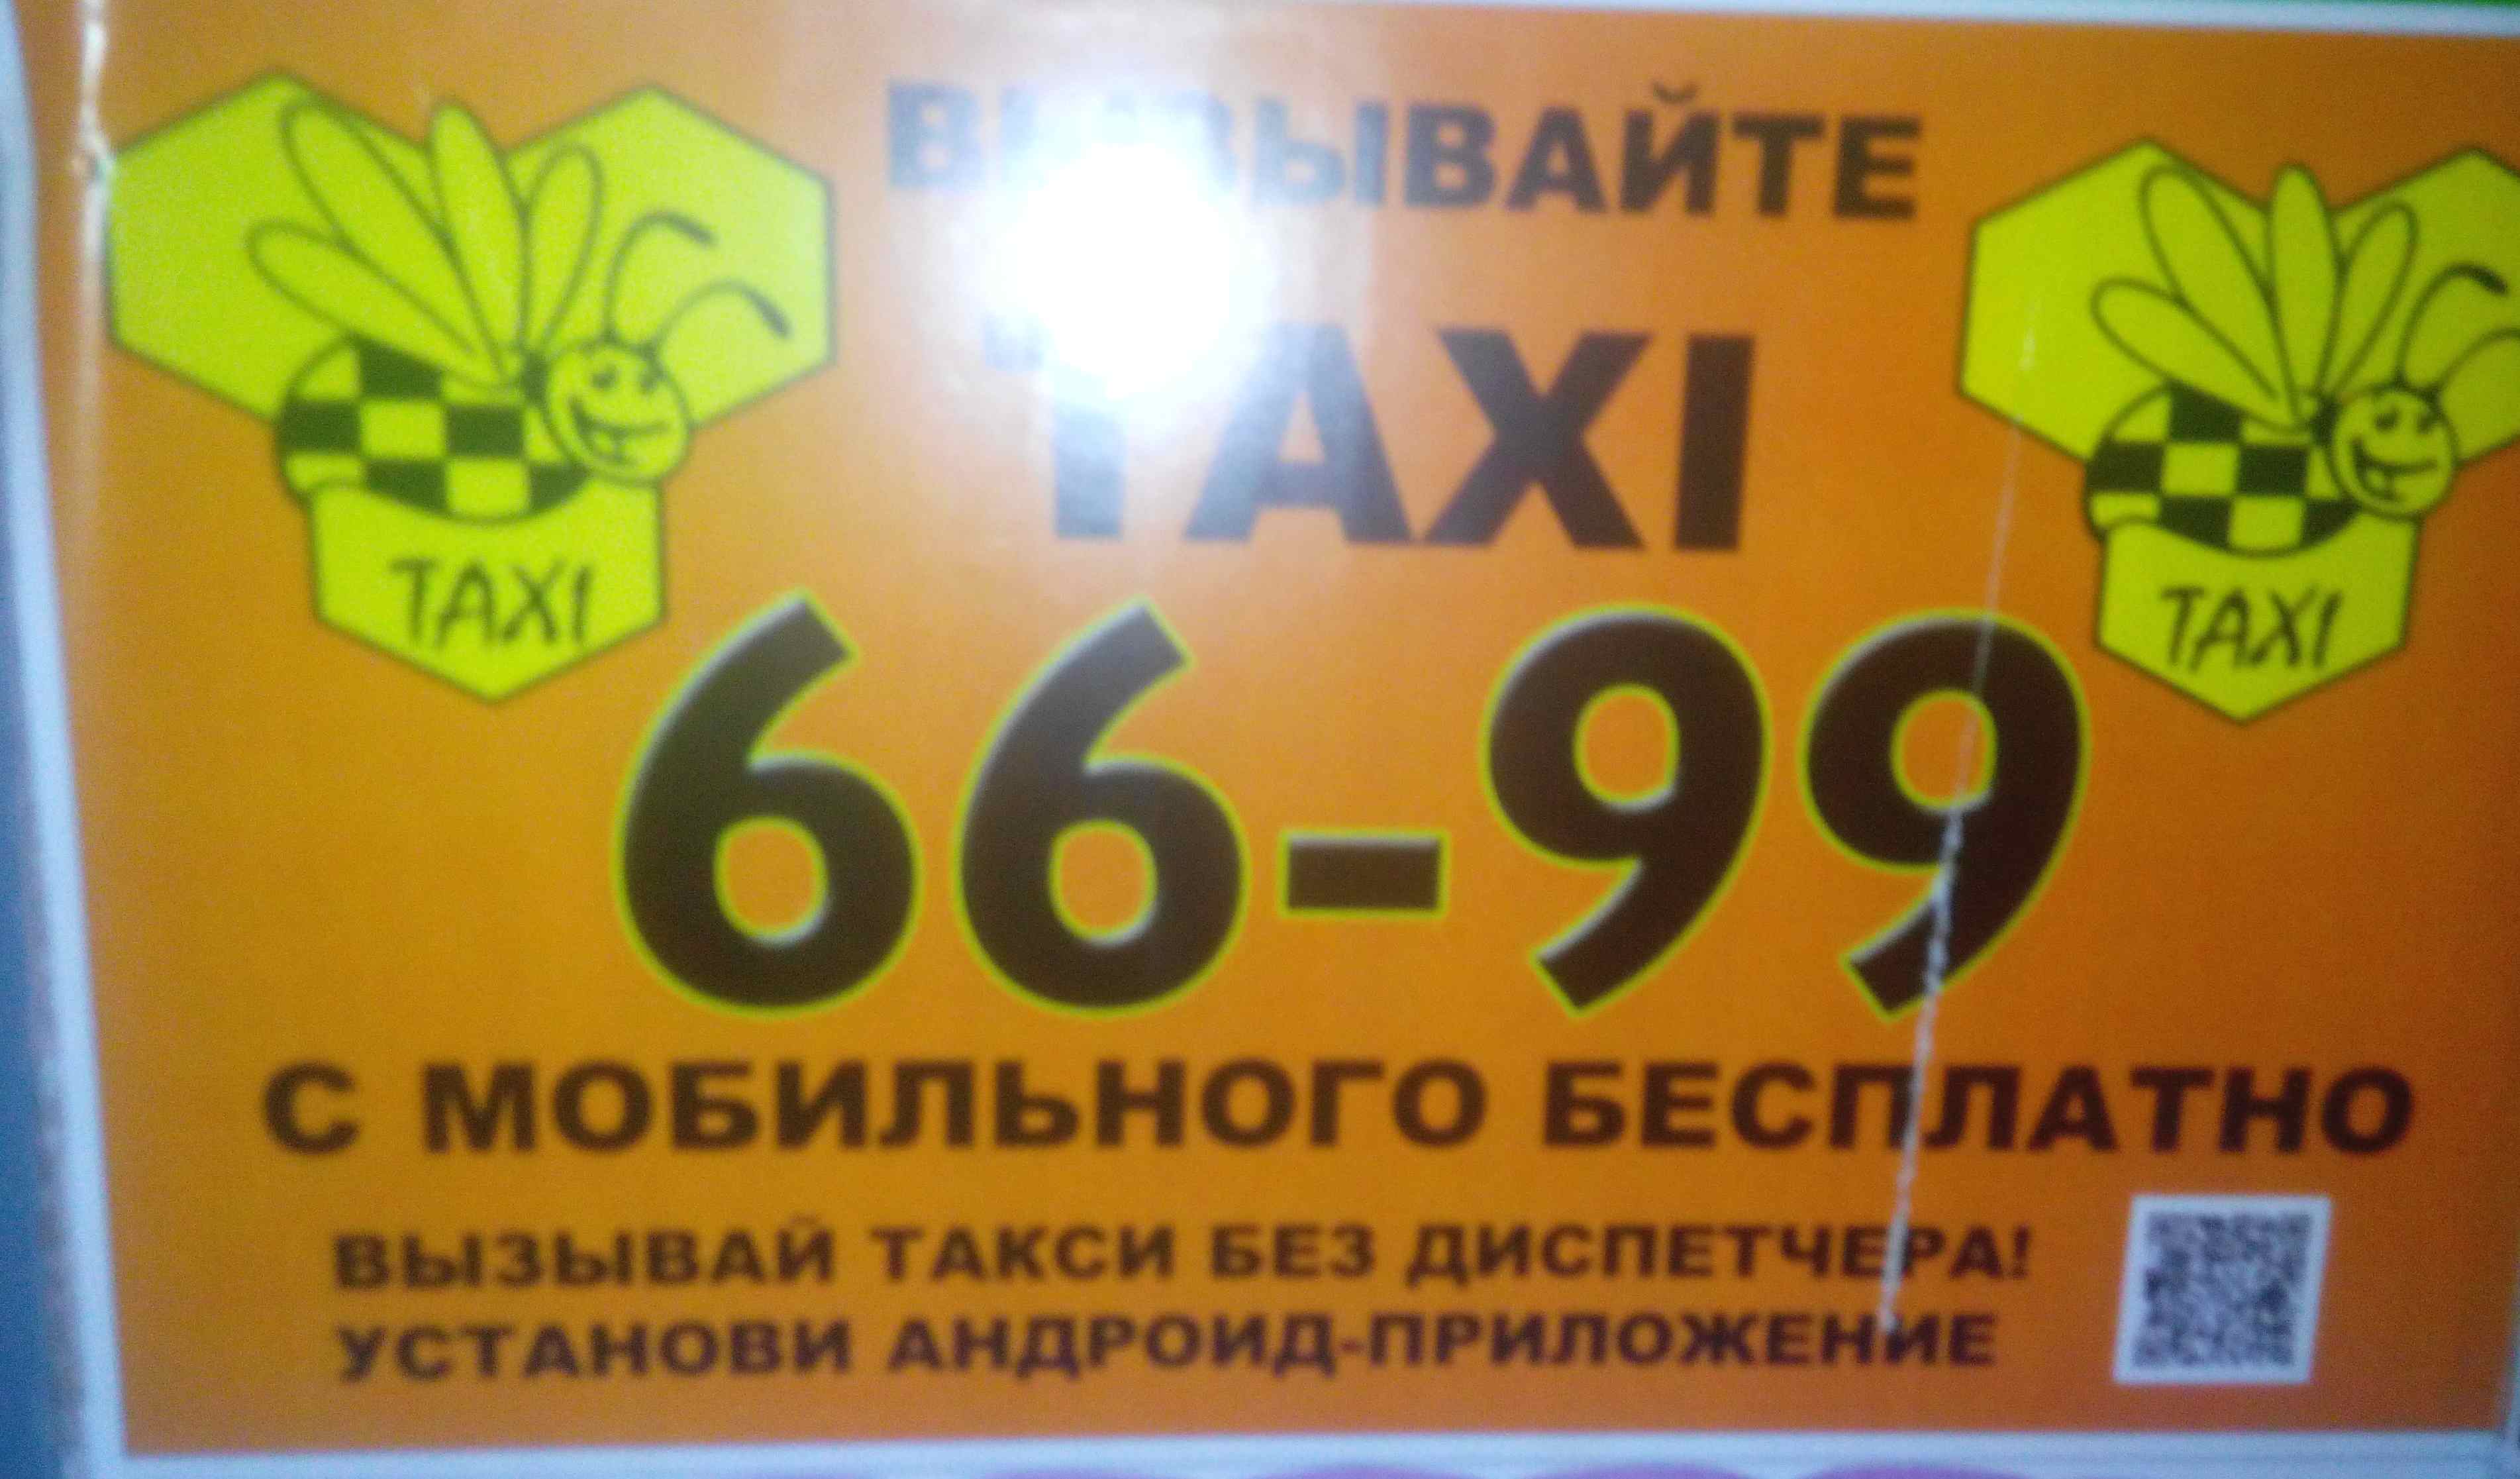 ВЫЗЫВАЙТЕ
TAXI
TAXI
TAXI
66-99
С МОБИЛЬНОГО БЕСПЛАТНО
ВЫЗЫВАЙ ТАКСИ БЕЗ ДИСПЕТЧЕРА!
УСТАНОВИ АНДРОИД-ПРИЛОЖЕНИЕ